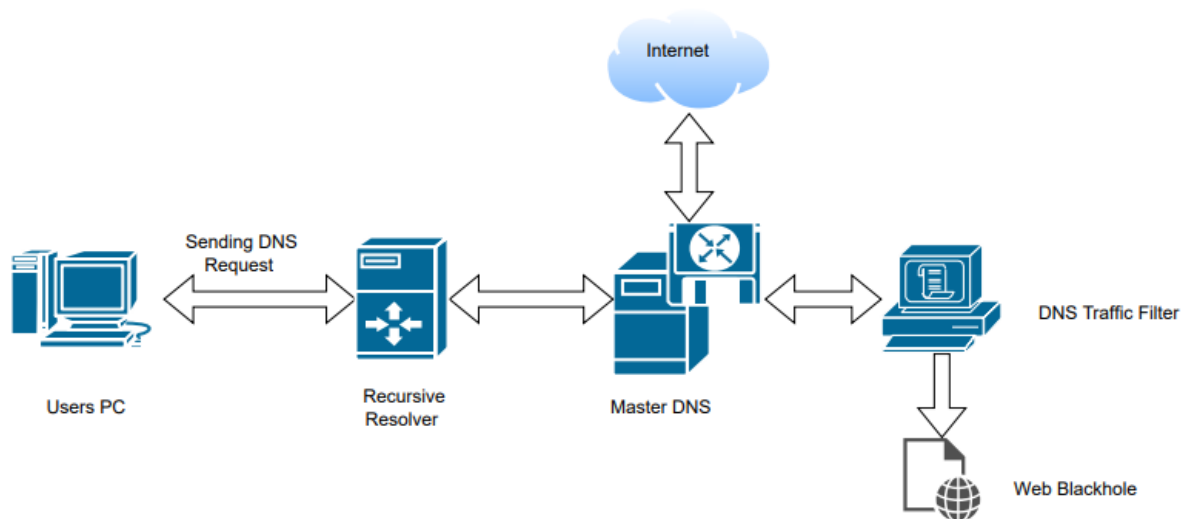 Internet
Sending DNS
Request
Users PC
Recursive
Resolver
Master DNS
DNS Traffic Filter
Web Blackhole